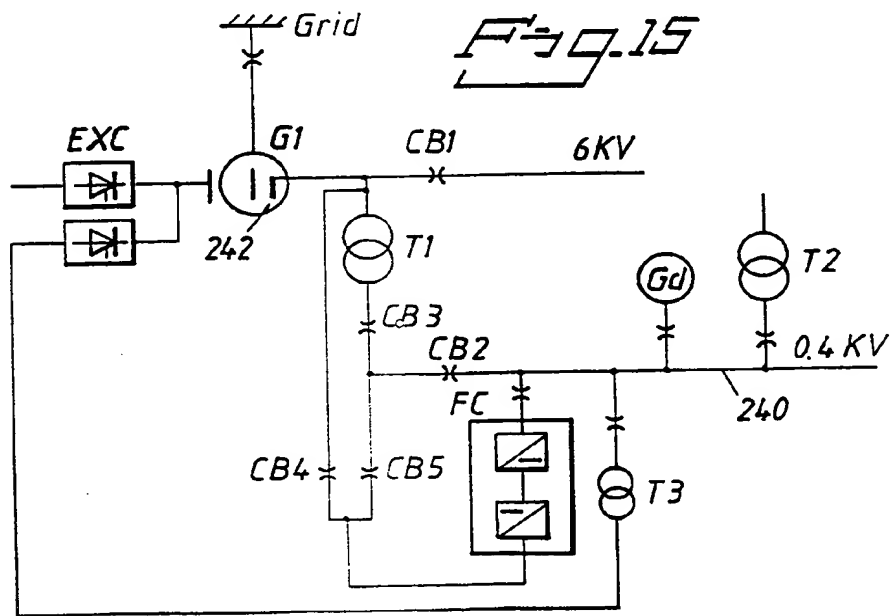 Grid
Fig. 15
EXC
G1
CB1
6KV
242
T1
Gd
T2
CB3
CB2
0.4 KV
FC
240
CB4
CB5
T3